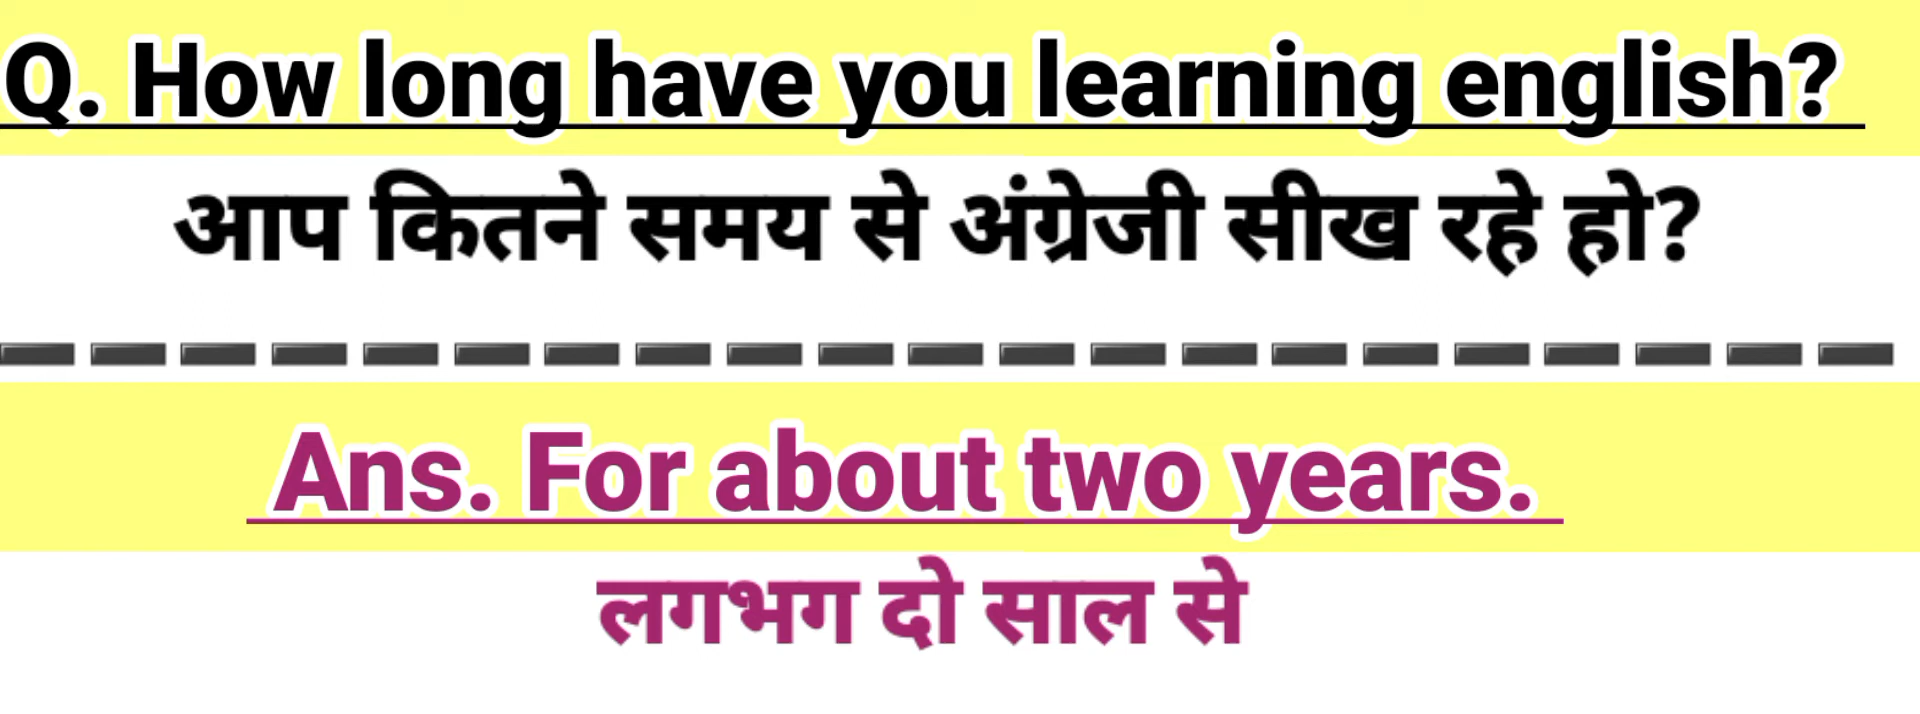 Q. How long have you learning english?
आप कितने समय से अंग्रेजी सीख रहे हो?
Ans. For about two years.
लगभग दो साल से